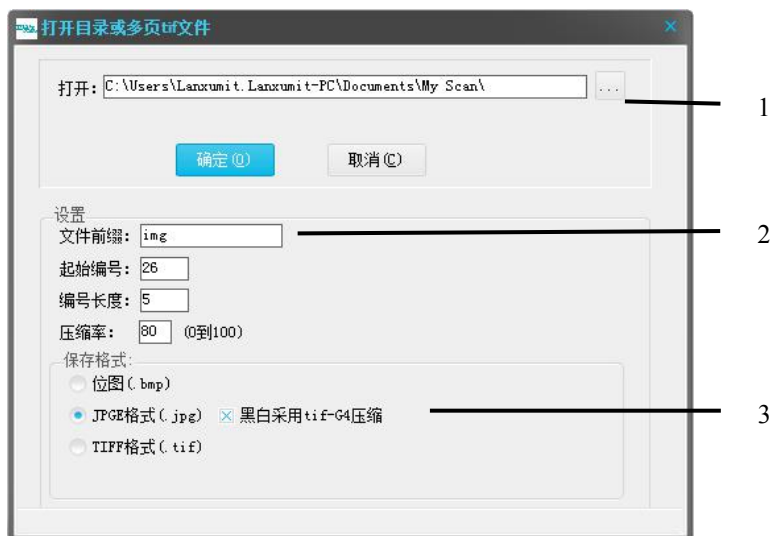 打开目录或多页tif文件
打开: C:\Users\Lanxumit.Lanxumit-PC\Documents\My Scan\ ...
1
确定(O) 取消(C)
设置
文件前缀: img
2
起始编号: 26
编号长度: 5
压缩率: 80 (0到100)
保存格式:
位图(.bmp)
JPGE格式(.jpg) 黑白采用tif-G4压缩
3
TIFF格式(.tif)